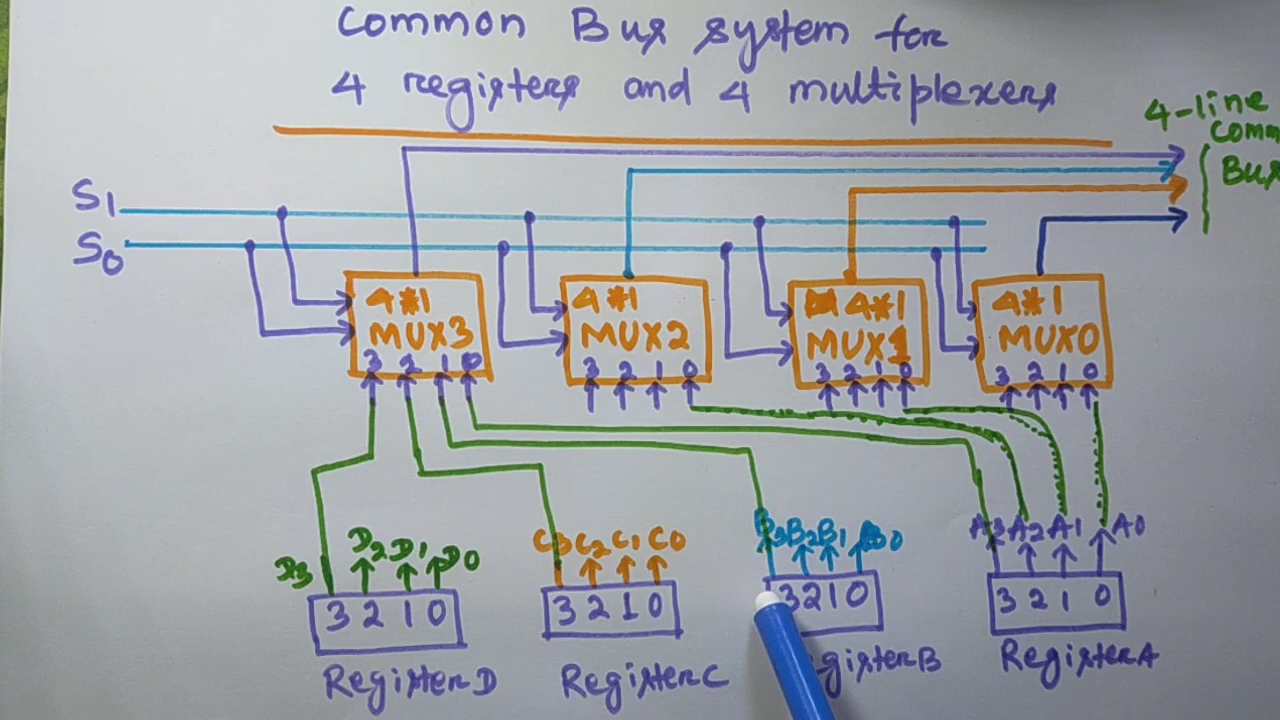 Common Bus system for
4 registers and 4 multiplexers
4-line
comm
Bus
S1
S0
4*1 MUX3
3 2 1 0
4*1 MUX2
3 2 1 0
4*1 MUX1
3 2 1 0
4*1 MUX0
3 2 1 0
D3 D2 D1 D0
C3 C2 C1 C0
B3 B2 B1 B0
A3 A2 A1 A0
3 2 1 0
3 2 1 0
3 2 1 0
3 2 1 0
Register D
Register C
gister B
Register A